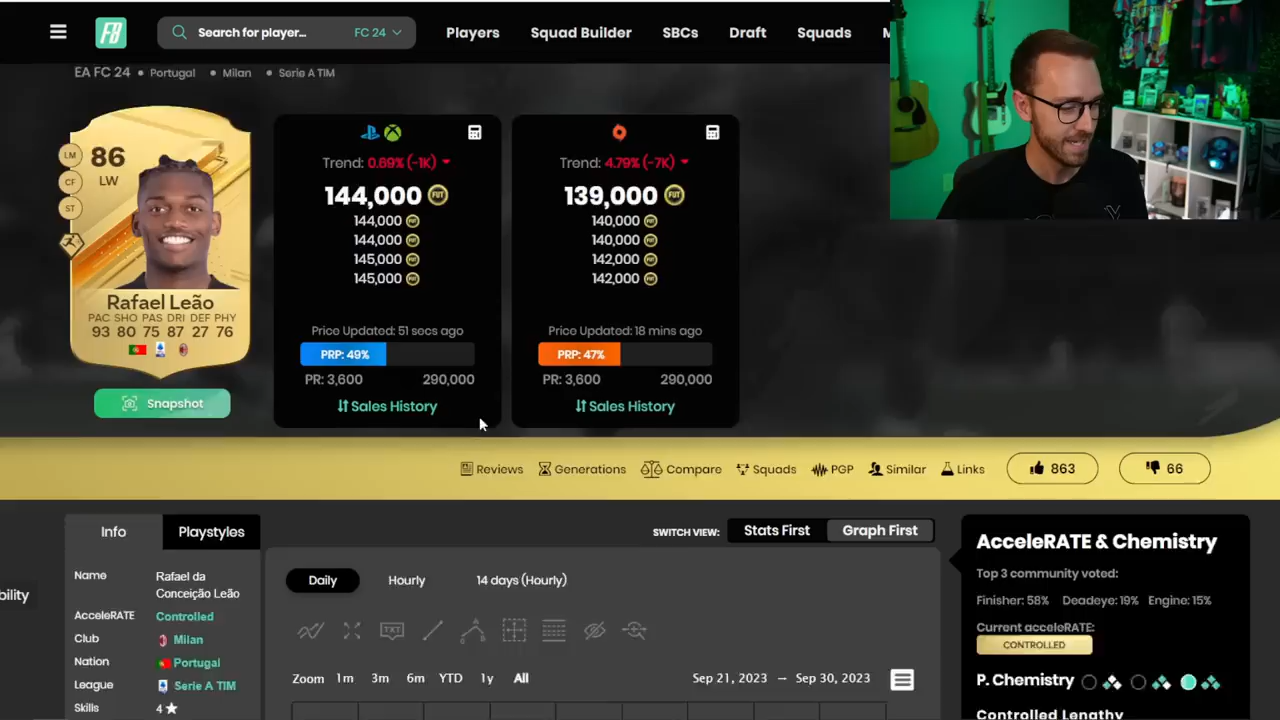 FB
Search for player...
FC 24
Players
Squad Builder
SBCs
Draft
Squads
M
EA FC 24
Portugal
Milan
Serie A TIM
LM
CF
ST
86
LW
Rafael Leão
PAC SHO PAS DRI DEF PHY
93 80 75 87 27 76
Snapshot
Trend: 0.69% (-1K)
144,000 FUT
144,000
144,000
145,000
145,000
Price Updated: 51 secs ago
PRP: 49%
PR: 3,600 290,000
Sales History
Trend: 4.79% (-7K)
139,000 FUT
140,000
140,000
142,000
142,000
Price Updated: 18 mins ago
PRP: 47%
PR: 3,600 290,000
Sales History
Reviews
Generations
Compare
Squads
PGP
Similar
Links
863
66
bility
Info
Playstyles
Name Rafael da Conceição Leão
AcceleRATE Controlled
Club Milan
Nation Portugal
League Serie A TIM
Skills 4
SWITCH VIEW:
Stats First
Graph First
Daily
Hourly
14 days (Hourly)
TXT
Zoom 1m 3m 6m YTD 1y All
Sep 21, 2023 → Sep 30, 2023
AcceleRATE & Chemistry
Top 3 community voted:
Finisher: 58% Deadeye: 19% Engine: 15%
Current acceleRATE:
CONTROLLED
P. Chemistry
Controlled Lengthy